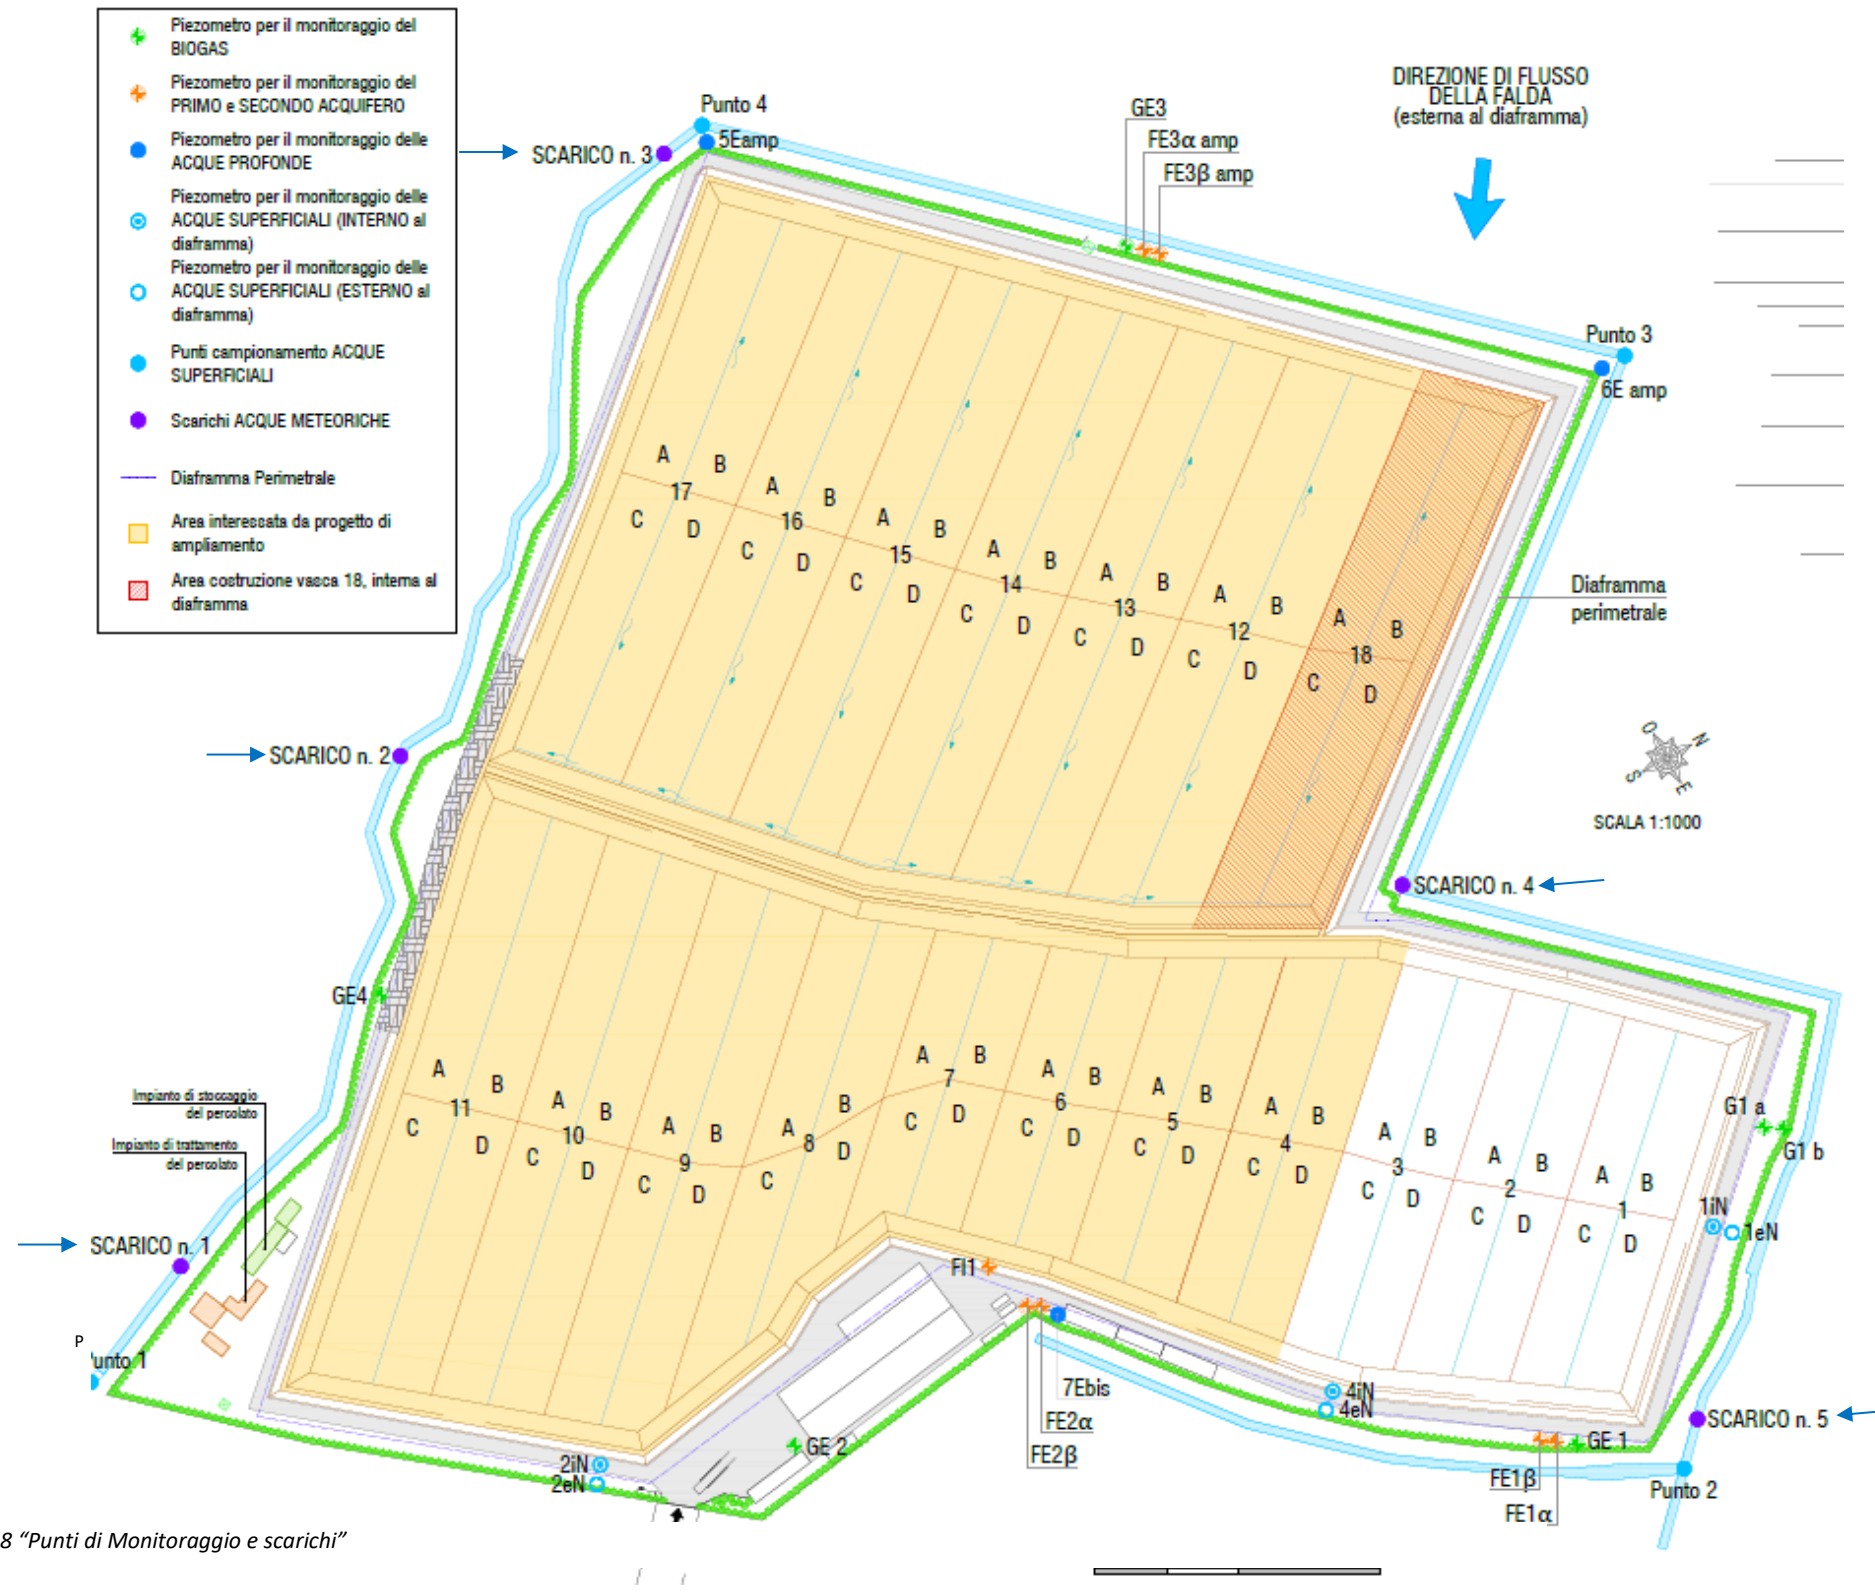 Piezometro per il monitoraggio del
BIOGAS
Piezometro per il monitoraggio del
PRIMO e SECONDO ACQUIFERO
Piezometro per il monitoraggio delle
ACQUE PROFONDE
Piezometro per il monitoraggio delle
ACQUE SUPERFICIALI (INTERNO al
diaframma)
Piezometro per il monitoraggio delle
ACQUE SUPERFICIALI (ESTERNO al
diaframma)
Punti campionamento ACQUE
SUPERFICIALI
Scarichi ACQUE METEORICHE
Diaframma Perimetrale
Area interessata da progetto di
ampliamento
Area costruzione vasca 18, interna al
diaframma
DIREZIONE DI FLUSSO
DELLA FALDA
(esterna al diaframma)
Punto 4
5Eamp
SCARICO n. 3
GE3
FE3α amp
FE3β amp
Punto 3
6E amp
A B
17
C D
A B
16
C D
A B
15
C D
A B
14
C D
A B
13
C D
A B
12
C D
A B
18
C D
Diaframma
perimetrale
O N
S E
SCALA 1:1000
SCARICO n. 2
SCARICO n. 4
GE4
Impianto di stoccaggio
del percolato
Impianto di trattamento
del percolato
A B
11
C D
A B
10
C D
A B
9
C D
A B
8
C D
A B
7
C D
A B
6
C D
A B
5
C D
A B
4
C D
A B
3
C D
A B
2
C D
A B
1
C D
G1 a
G1 b
1iN
1eN
SCARICO n. 1
P
unto 1
FI1
7Ebis
FE2α
FE2β
4iN
4eN
GE 2
2iN
2eN
SCARICO n. 5
GE 1
FE1β
FE1α
Punto 2
8 “Punti di Monitoraggio e scarichi”